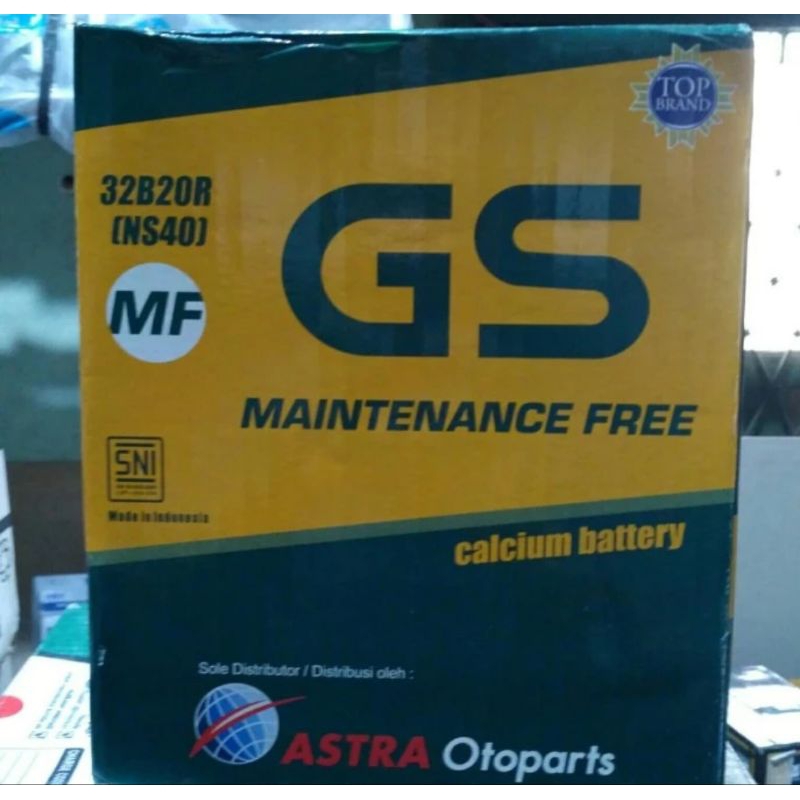 TOP
BRAND
32B20R
(NS40)
GS
MF
MAINTENANCE FREE
SNI
Made in Indonesia
calcium battery
Sole Distributor / Distribusi oleh :
ASTRA Otoparts